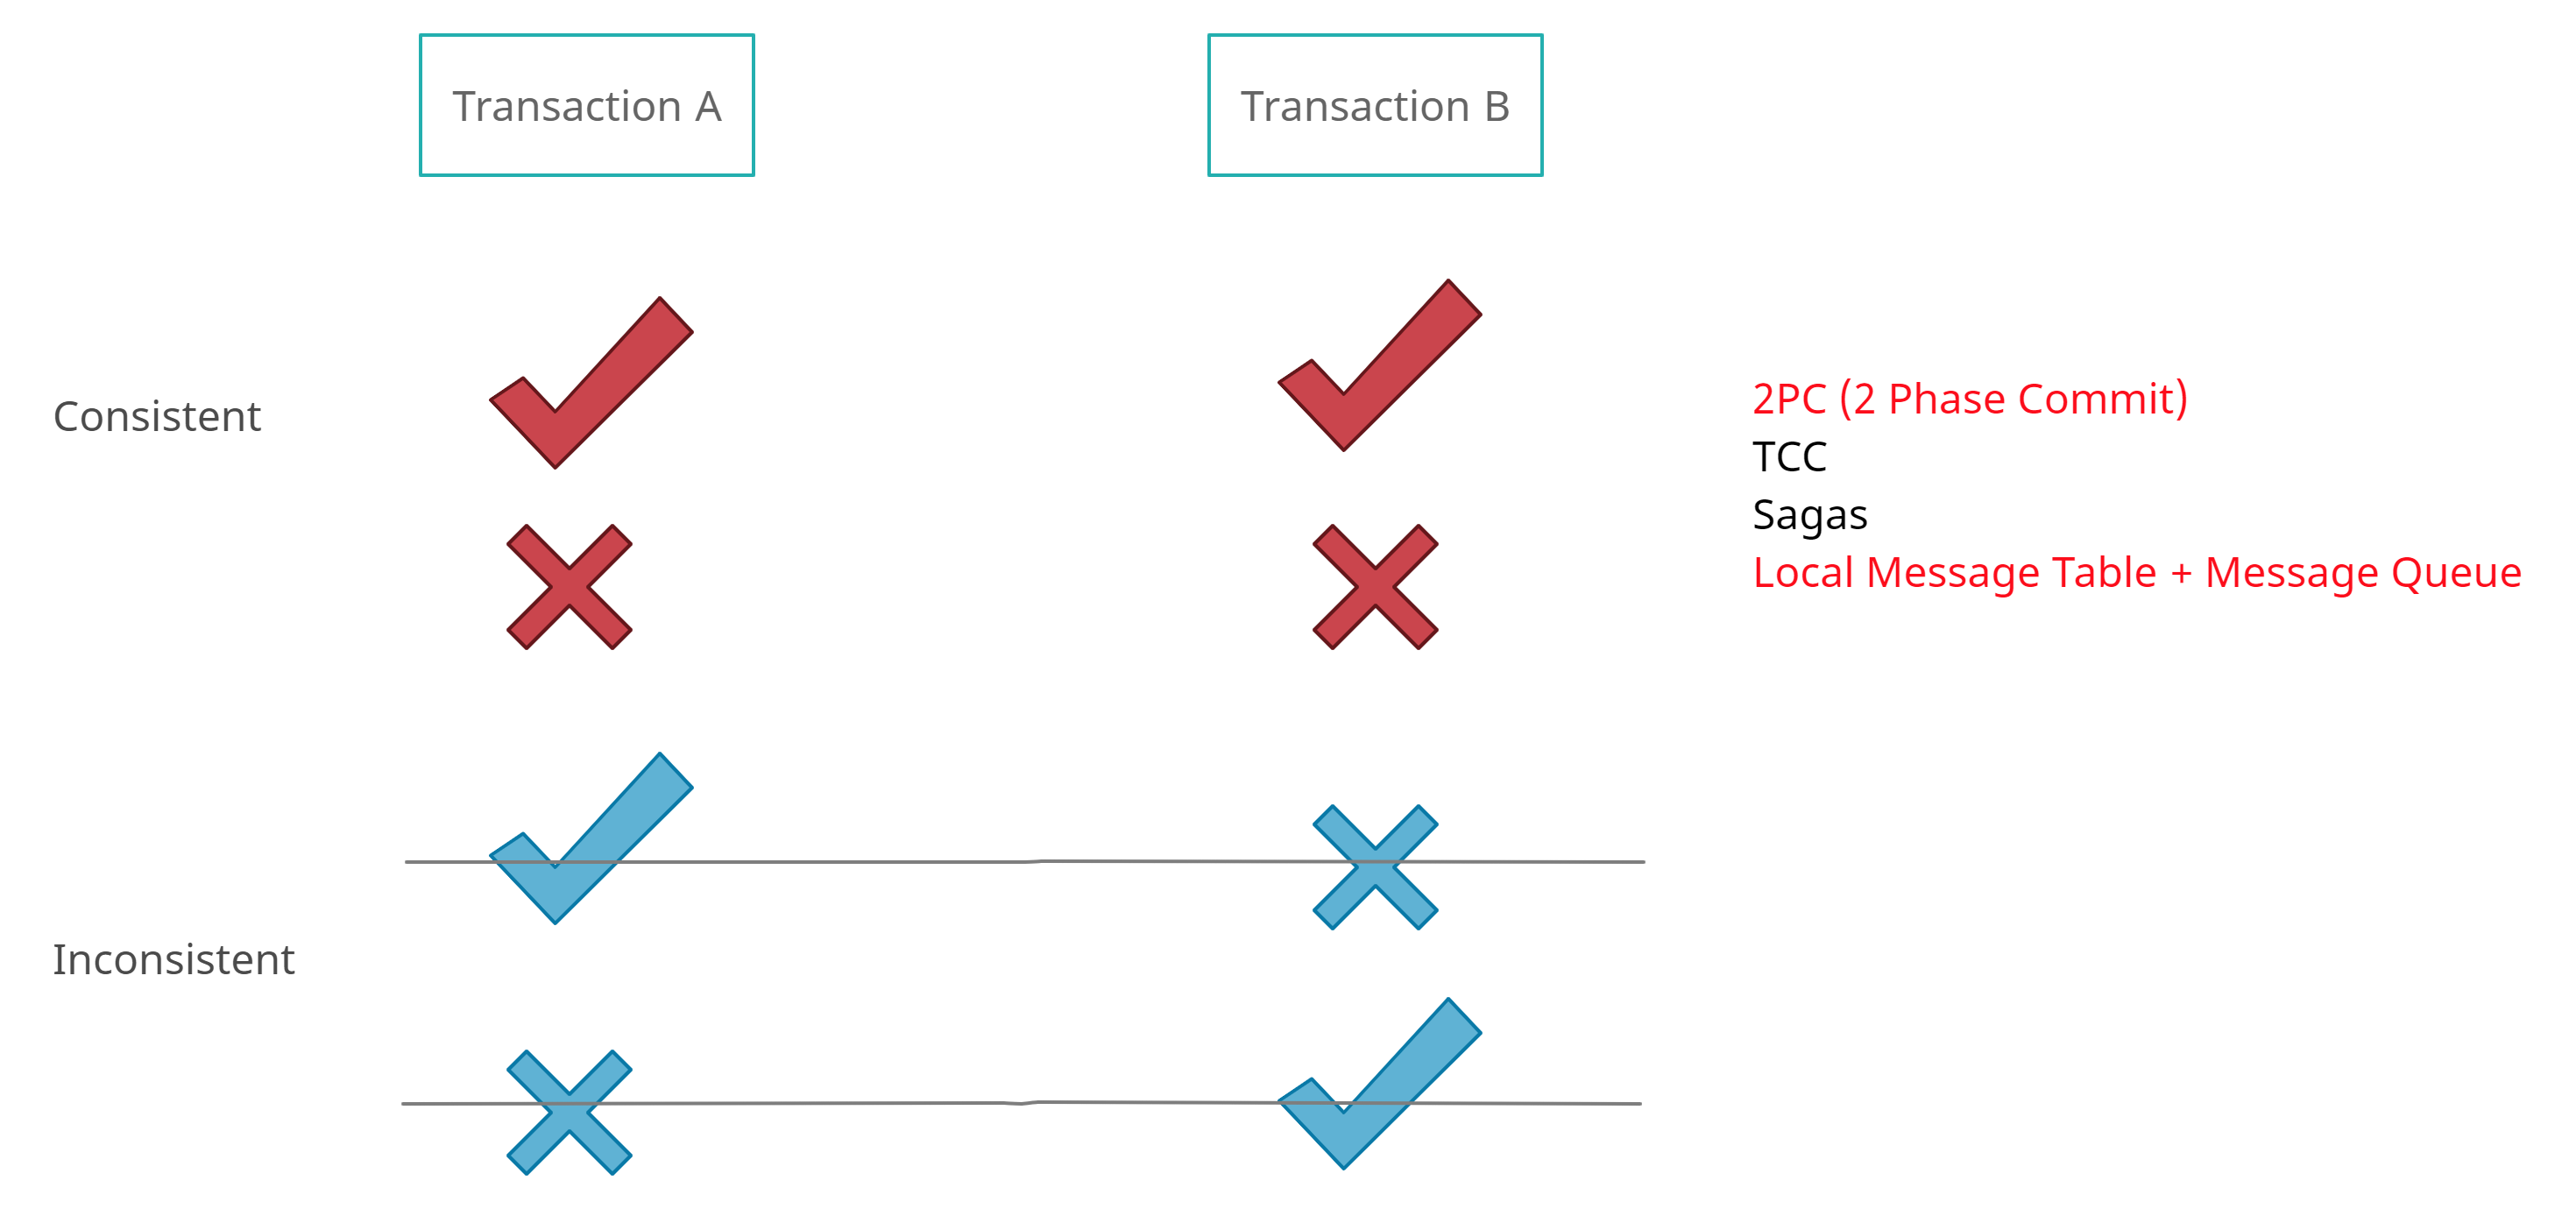 Transaction A
Transaction B
Consistent
2PC (2 Phase Commit)
TCC
Sagas
Local Message Table + Message Queue
Inconsistent